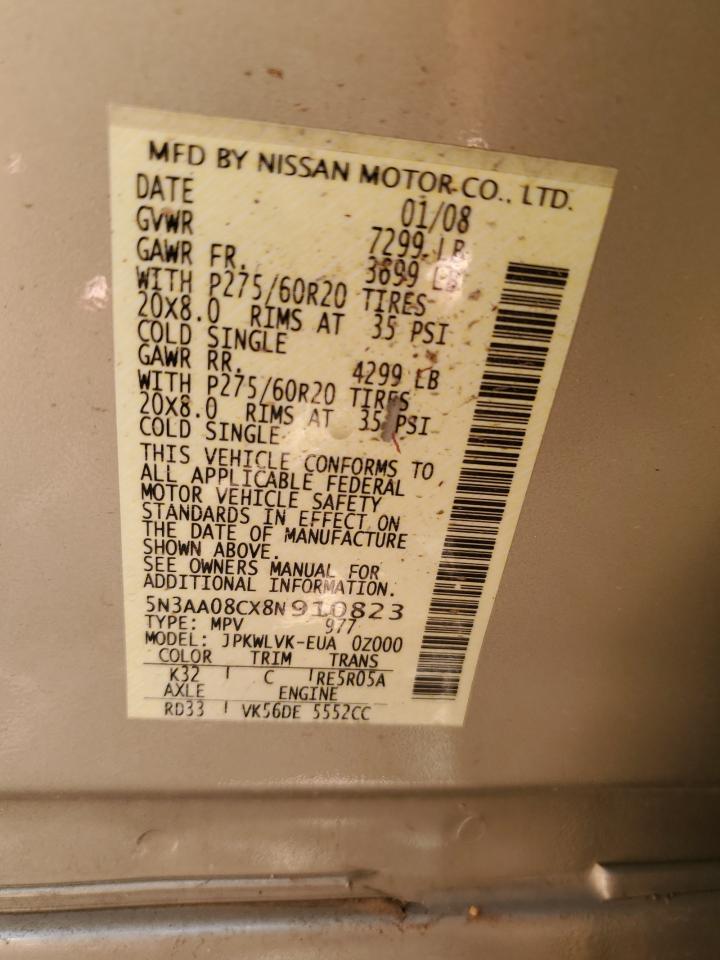 MFD BY NISSAN MOTOR CO., LTD.
DATE 01/08
GVWR 7299 LB
GAWR FR. 3699 LB
WITH P275/60R20 TIRES
20X8.0 RIMS AT 35 PSI
COLD SINGLE
GAWR RR. 4299 LB
WITH P275/60R20 TIRES
20X8.0 RIMS AT 35 PSI
COLD SINGLE
THIS VEHICLE CONFORMS TO
ALL APPLICABLE FEDERAL
MOTOR VEHICLE SAFETY
STANDARDS IN EFFECT ON
THE DATE OF MANUFACTURE
SHOWN ABOVE.
SEE OWNERS MANUAL FOR
ADDITIONAL INFORMATION.
5N3AA08CX8N910823
TYPE: MPV 977
MODEL: JPKWLVK-EUA 0Z000
COLOR TRIM TRANS
K32 C RE5R05A
AXLE ENGINE
RD33 VK56DE 5552CC